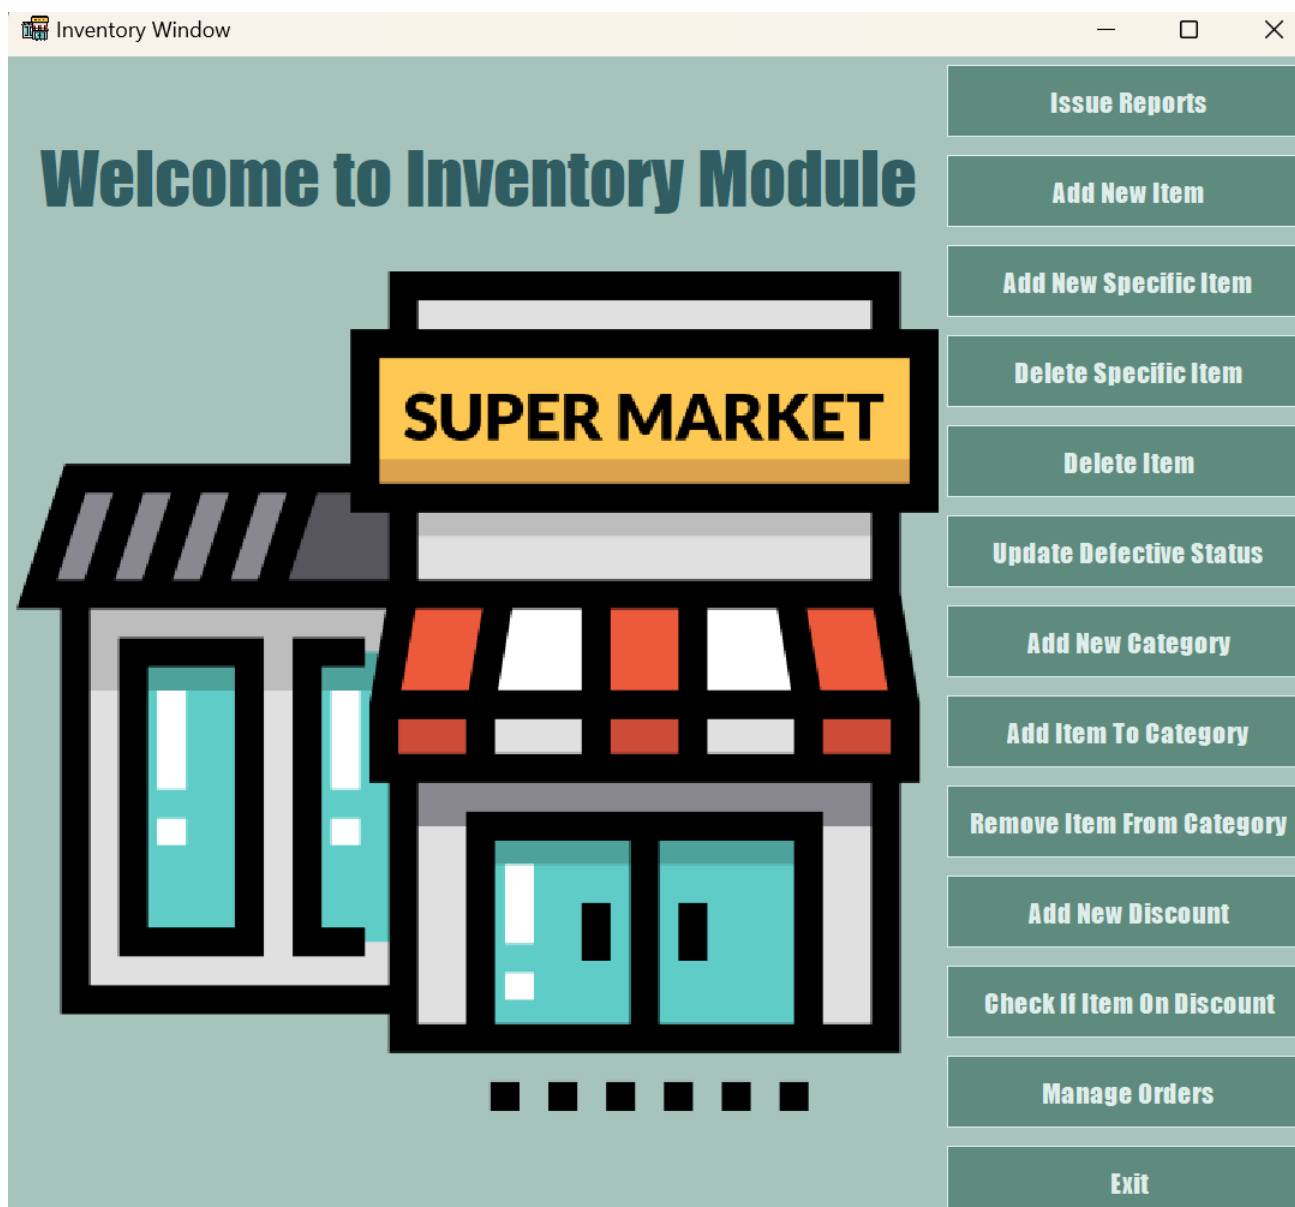 Inventory Window
Welcome to Inventory Module
SUPER MARKET
Issue Reports
Add New Item
Add New Specific Item
Delete Specific Item
Delete Item
Update Defective Status
Add New Category
Add Item To Category
Remove Item From Category
Add New Discount
Check If Item On Discount
Manage Orders
Exit